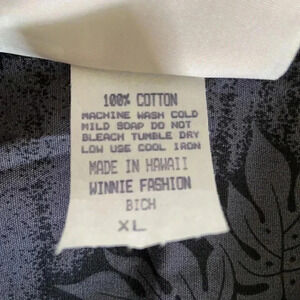 100% COTTON
MACHINE WASH COLD
MILD SOAP DO NOT
BLEACH TUMBLE DRY
LOW USE COOL IRON
MADE IN HAWAII
WINNIE FASHION
BICH
XL